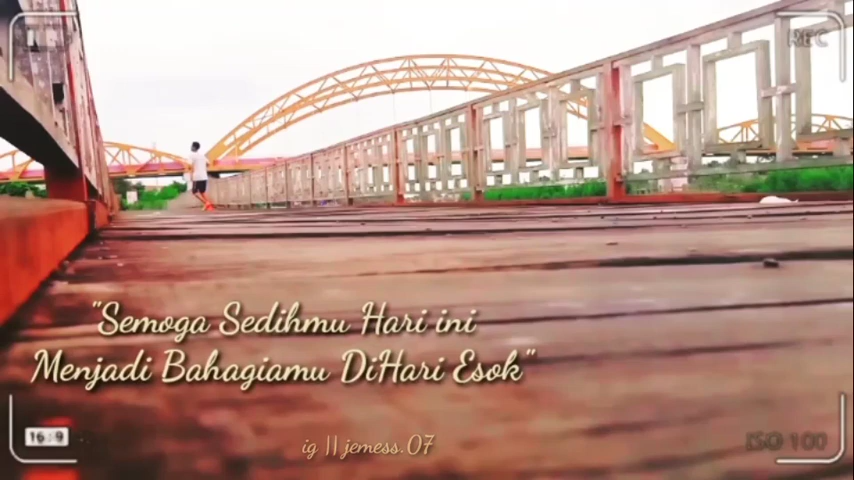 REC
"Semoga Sedihmu Hari ini
Menjadi Bahagiamu DiHari Esok"
16:9
ISO 100
ig || jemess.07